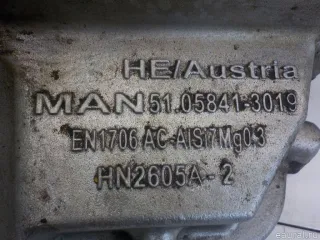 HE/Austria
MAN 51.05841-3019
EN1706 AC-AlSi7Mg0.3
HN2605A-2